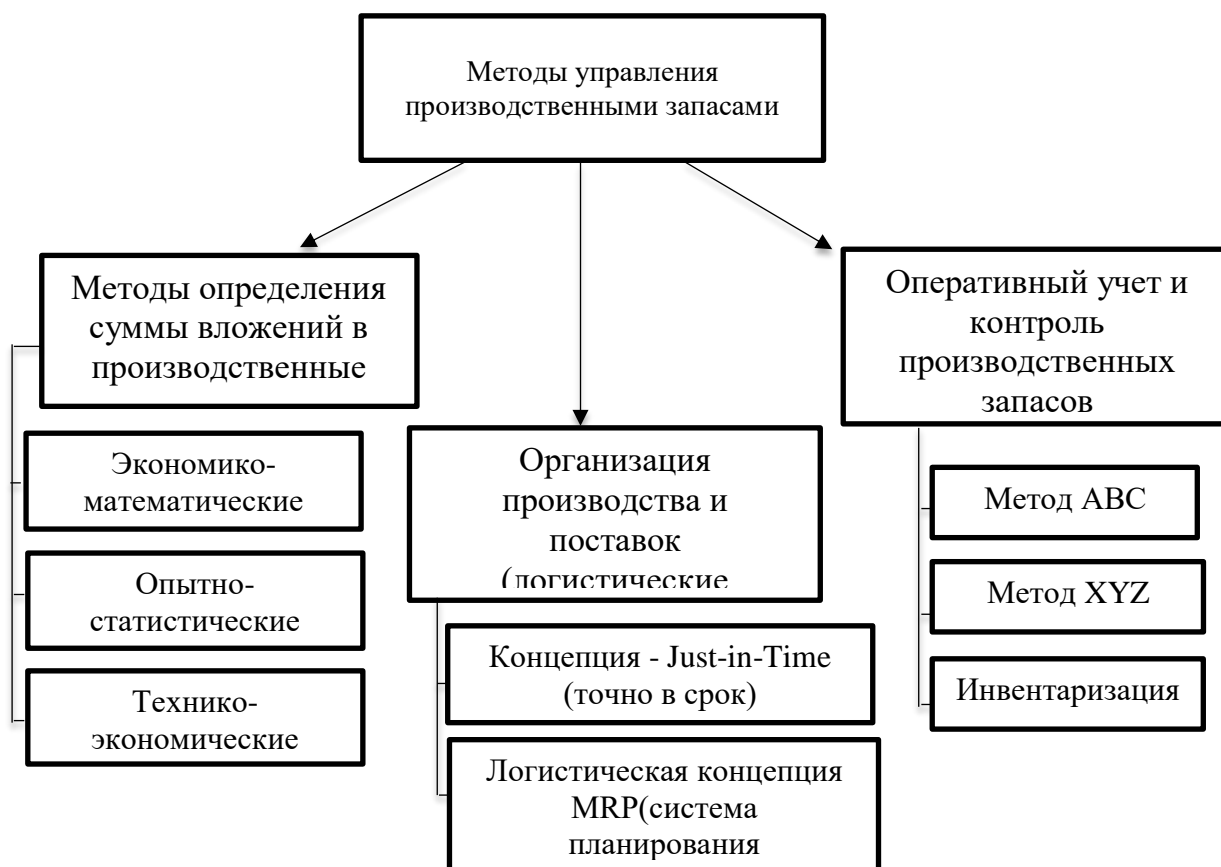 Методы управления
производственными запасами
Методы определения
суммы вложений в
производственные
Экономико-
математические
Опытно-
статистические
Технико-
экономические
Организация
производства и
поставок
(логистические
Концепция - Just-in-Time
(точно в срок)
Логистическая концепция
MRP(система
планирования
Оперативный учет и
контроль
производственных
запасов
Метод ABC
Метод XYZ
Инвентаризация